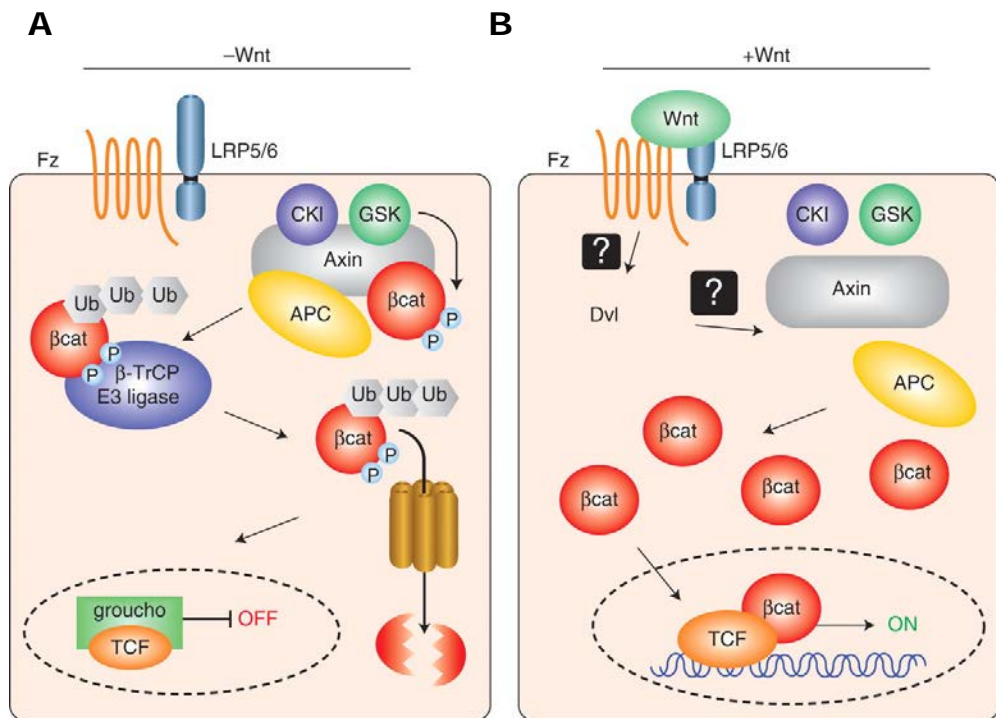 A
–Wnt
Fz
LRP5/6
CKI
GSK
Axin
APC
βcat
P
P
Ub
Ub
Ub
βcat
P
P
β-TrCP
E3 ligase
Ub
Ub
Ub
βcat
P
P
groucho
TCF
OFF
B
+Wnt
Wnt
Fz
LRP5/6
CKI
GSK
?
?
Dvl
Axin
APC
βcat
βcat
βcat
βcat
βcat
TCF
ON